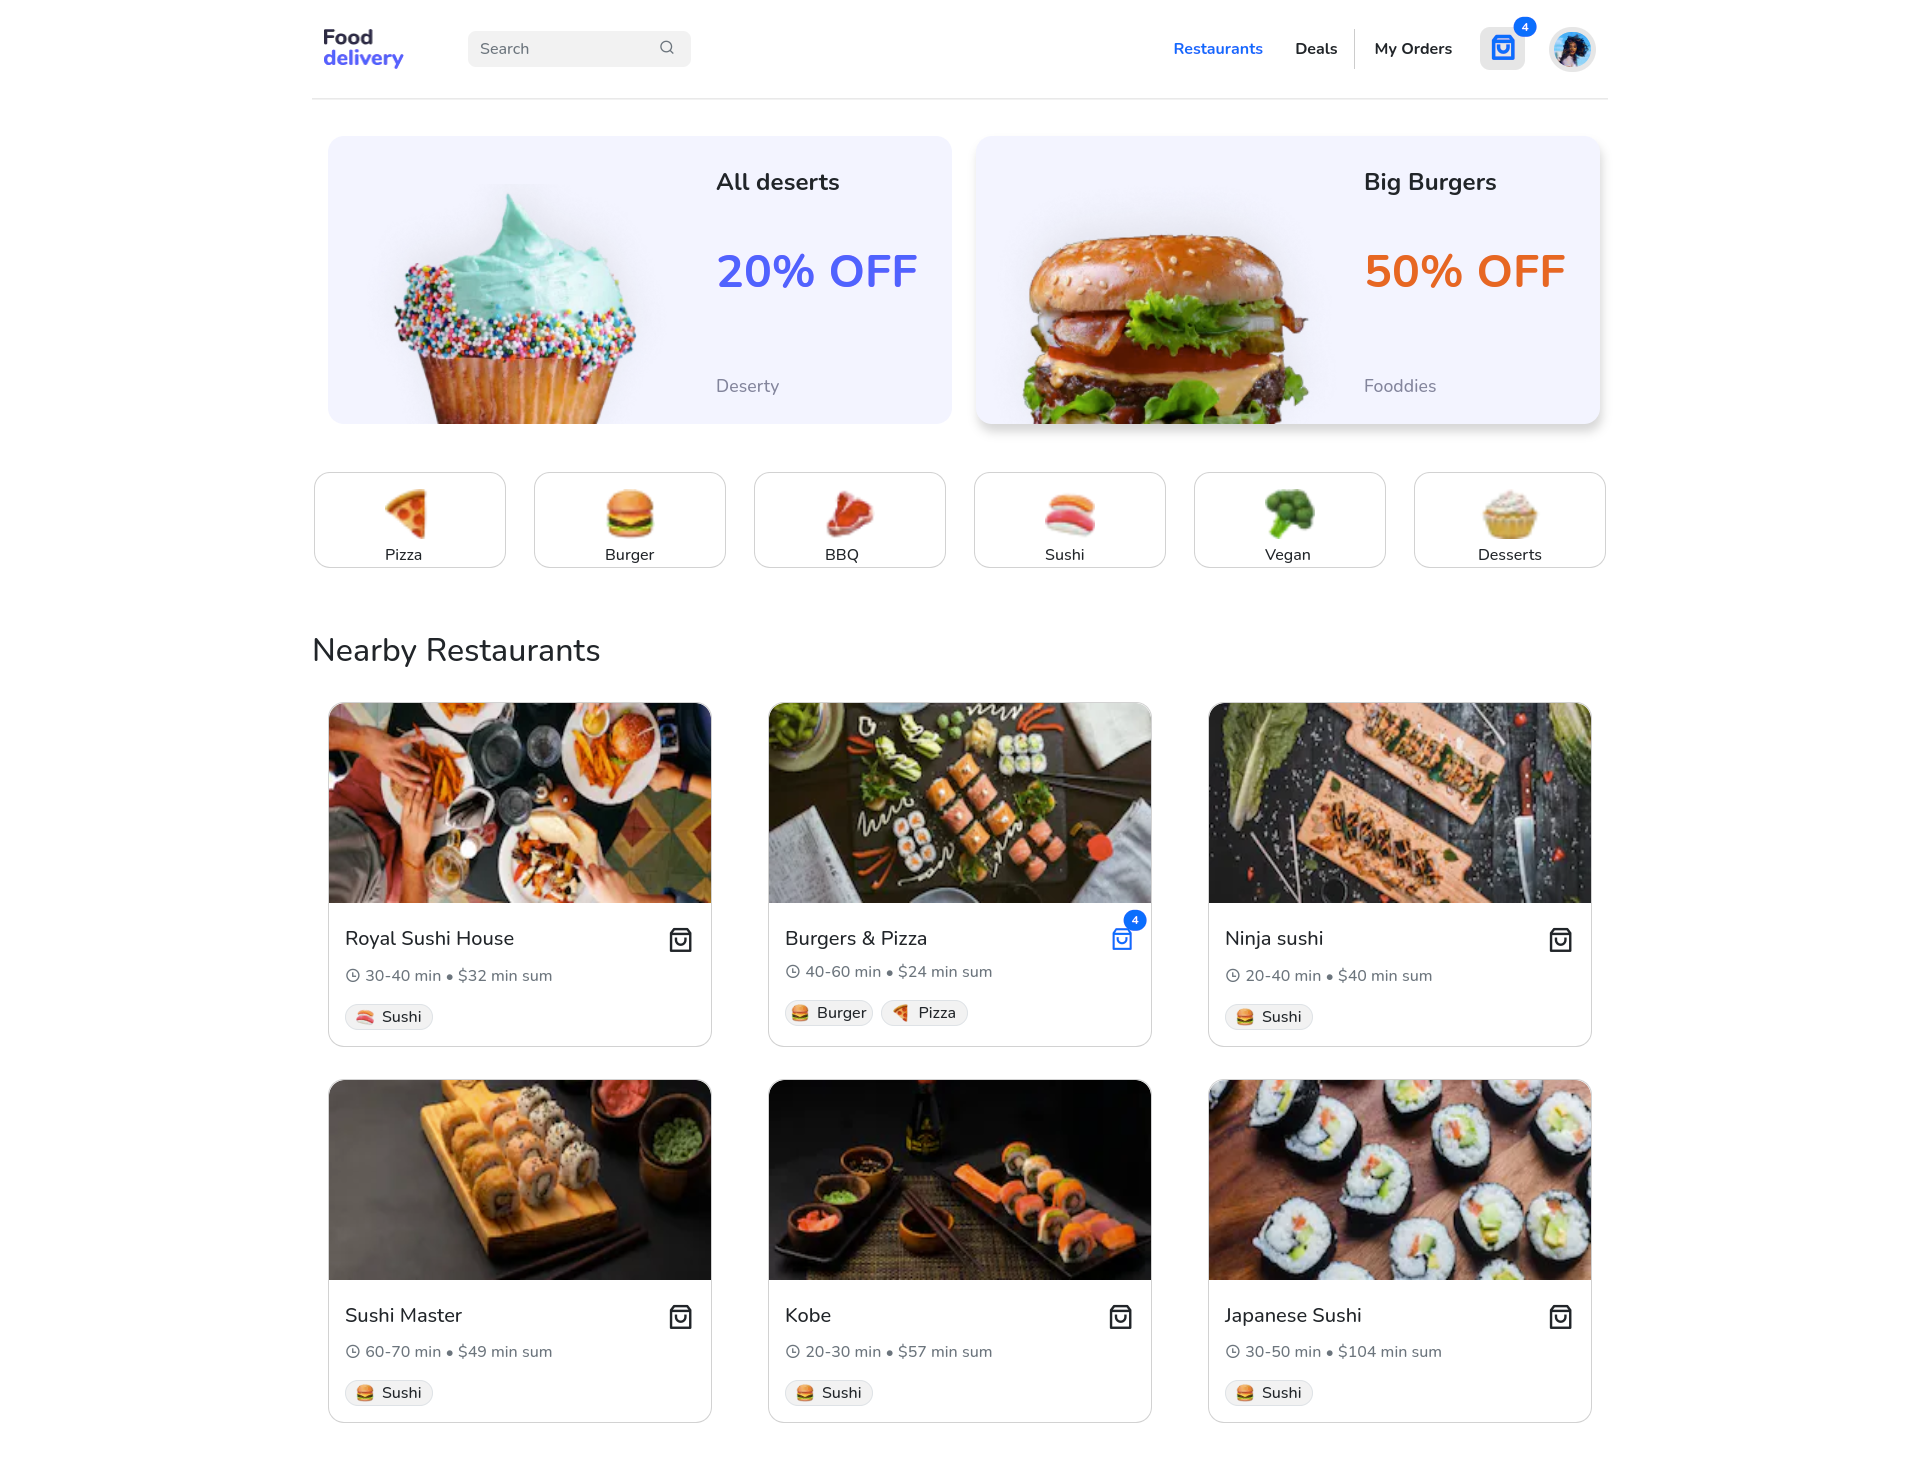 Food
delivery
Search
Restaurants
Deals
My Orders
4
All deserts
20% OFF
Deserty
Big Burgers
50% OFF
Fooddies
Pizza
Burger
BBQ
Sushi
Vegan
Desserts
Nearby Restaurants
Royal Sushi House
30-40 min • $32 min sum
Sushi
4
Burgers & Pizza
40-60 min • $24 min sum
Burger
Pizza
Ninja sushi
20-40 min • $40 min sum
Sushi
Sushi Master
60-70 min • $49 min sum
Sushi
Kobe
20-30 min • $57 min sum
Sushi
Japanese Sushi
30-50 min • $104 min sum
Sushi